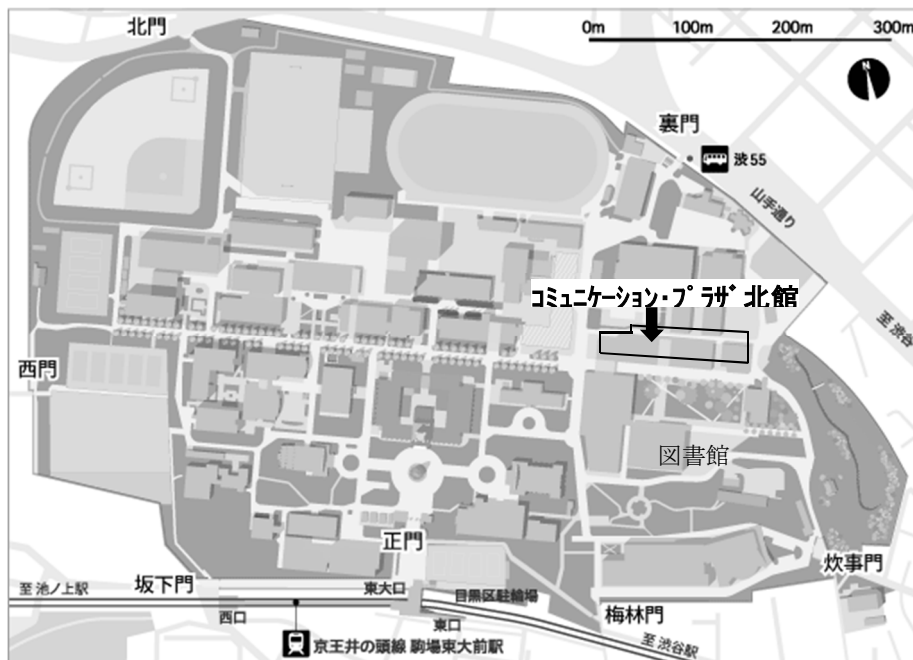 北門
0m 100m 200m 300m
N
裏門
渋55
山手通り
コミュニケーション・プラザ 北館
至 渋谷
西門
図書館
正門
炊事門
坂下門
至 池ノ上駅
東大口
目黒区駐輪場
梅林門
西口
東口
至 渋谷駅
京王井の頭線 駒場東大前駅